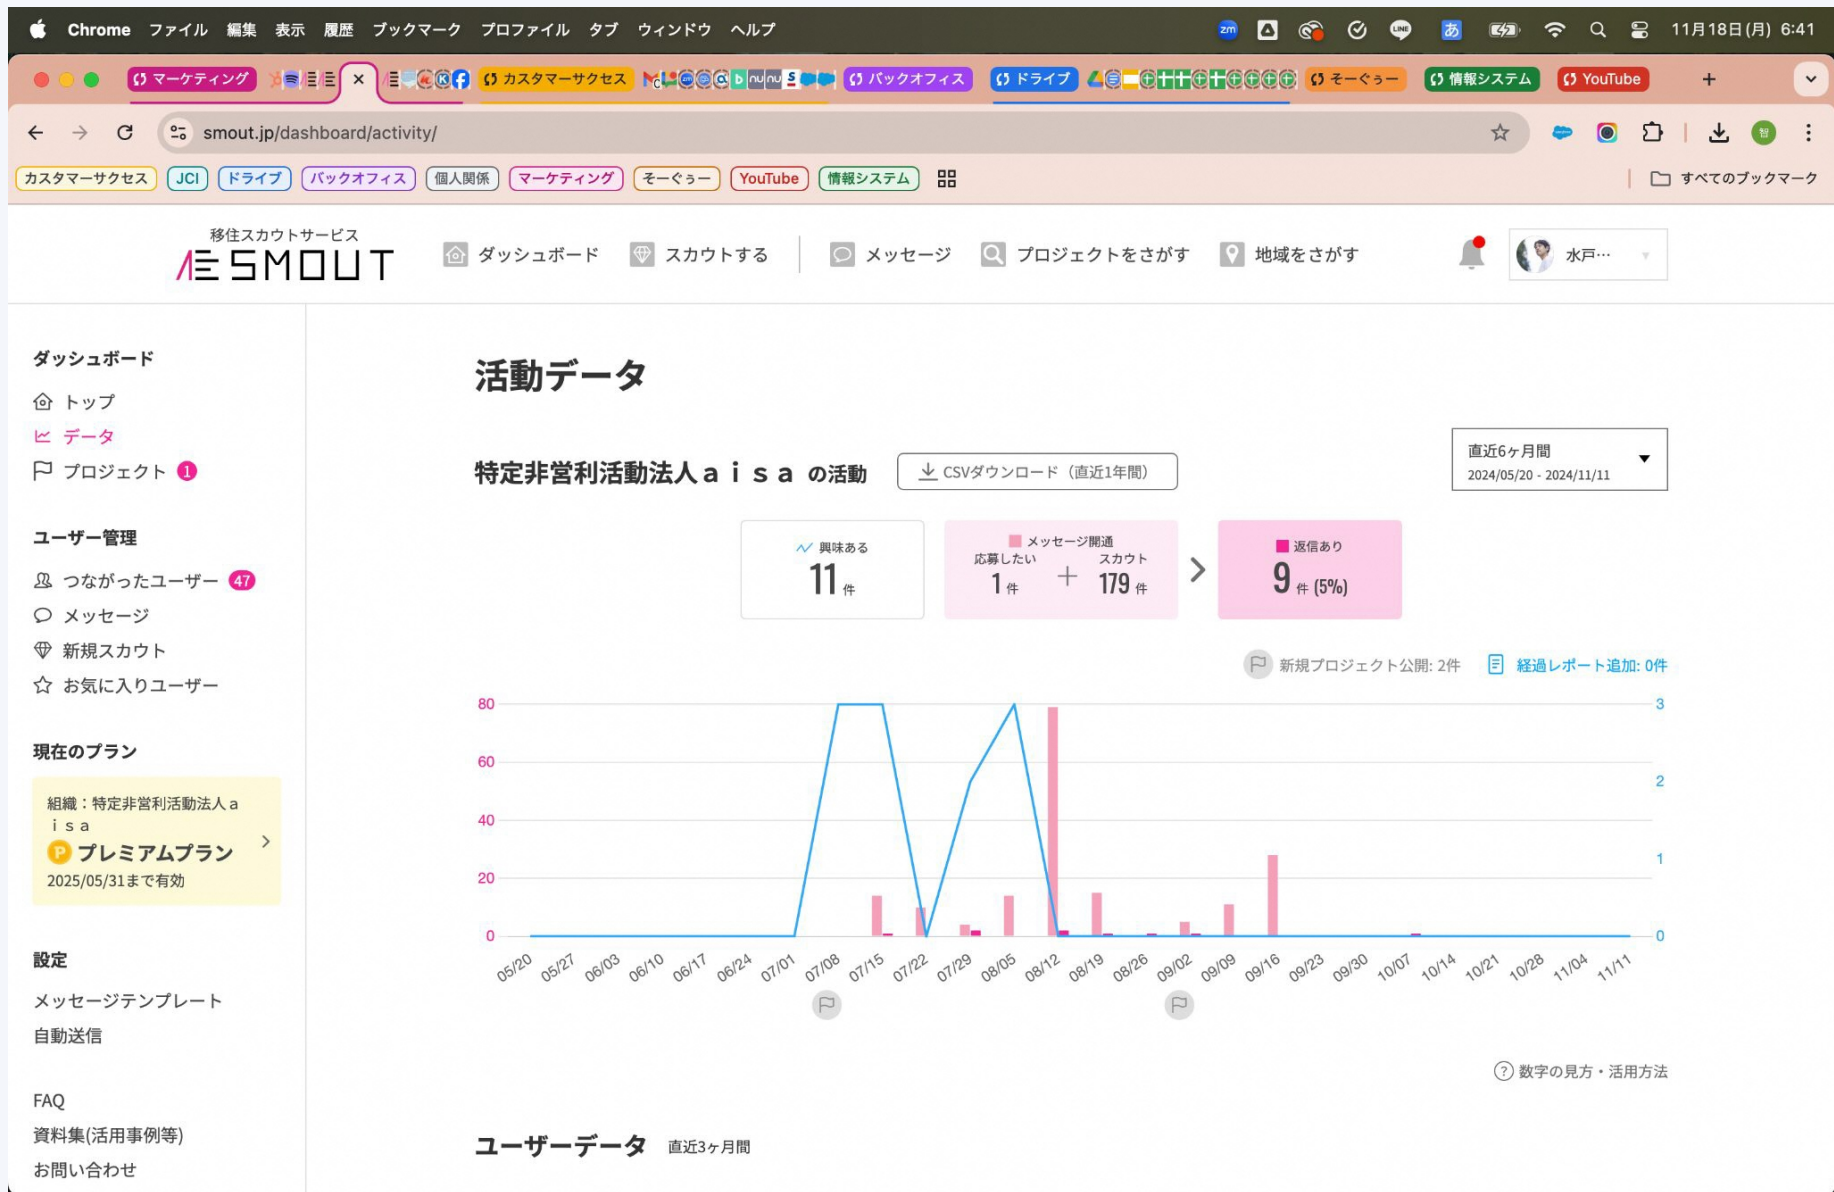 Chrome ファイル 編集 表示 履歴 ブックマーク プロファイル タブ ウィンドウ ヘルプ
zm LINE あ 11月18日(月) 6:41
マーケティング カスタマーサクセス バックオフィス ドライブ そーぐぅー 情報システム YouTube
smout.jp/dashboard/activity/
カスタマーサクセス JCI ドライブ バックオフィス 個人関係 マーケティング そーぐぅー YouTube 情報システム すべてのブックマーク
移住スカウトサービス
SMOUT
ダッシュボード スカウトする メッセージ プロジェクトをさがす 地域をさがす 水戸…
ダッシュボード
トップ
データ
プロジェクト 1
ユーザー管理
つながったユーザー 47
メッセージ
新規スカウト
お気に入りユーザー
現在のプラン
組織：特定非営利活動法人ａ
ｉｓａ
P プレミアムプラン
2025/05/31まで有効
設定
メッセージテンプレート
自動送信
FAQ
資料集(活用事例等)
お問い合わせ
活動データ
特定非営利活動法人ａｉｓａ の活動
CSVダウンロード（直近1年間）
直近6ヶ月間
2024/05/20 - 2024/11/11
興味ある
11 件
メッセージ開通
応募したい スカウト
1 件 + 179 件
返信あり
9 件 (5%)
新規プロジェクト公開: 2件 経過レポート追加: 0件
80 3
60
2
40
1
20
0 0
05/20 05/27 06/03 06/10 06/17 06/24 07/01 07/08 07/15 07/22 07/29 08/05 08/12 08/19 08/26 09/02 09/09 09/16 09/23 09/30 10/07 10/14 10/21 10/28 11/04 11/11
? 数字の見方・活用方法
ユーザーデータ 直近3ヶ月間